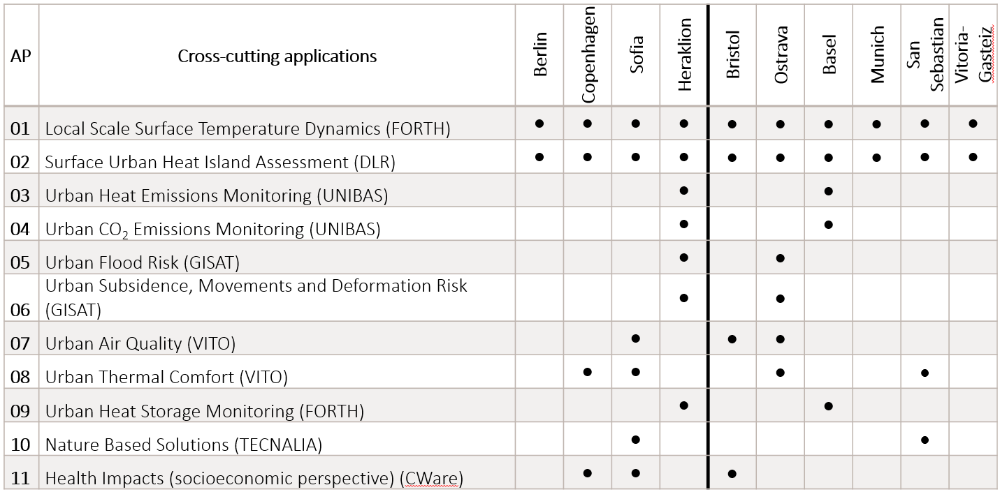 AP Cross-cutting applications Berlin Copenhagen Sofia Heraklion Bristol Ostrava Basel Munich San Sebastian Vitoria-Gasteiz
01 Local Scale Surface Temperature Dynamics (FORTH) ● ● ● ● ● ● ● ● ● ●
02 Surface Urban Heat Island Assessment (DLR) ● ● ● ● ● ● ● ● ● ●
03 Urban Heat Emissions Monitoring (UNIBAS) ● ●
04 Urban CO₂ Emissions Monitoring (UNIBAS) ● ●
05 Urban Flood Risk (GISAT) ● ●
06 Urban Subsidence, Movements and Deformation Risk
(GISAT) ● ●
07 Urban Air Quality (VITO) ● ● ●
08 Urban Thermal Comfort (VITO) ● ● ● ●
09 Urban Heat Storage Monitoring (FORTH) ● ●
10 Nature Based Solutions (TECNALIA) ● ●
11 Health Impacts (socioeconomic perspective) (CWare) ● ● ●